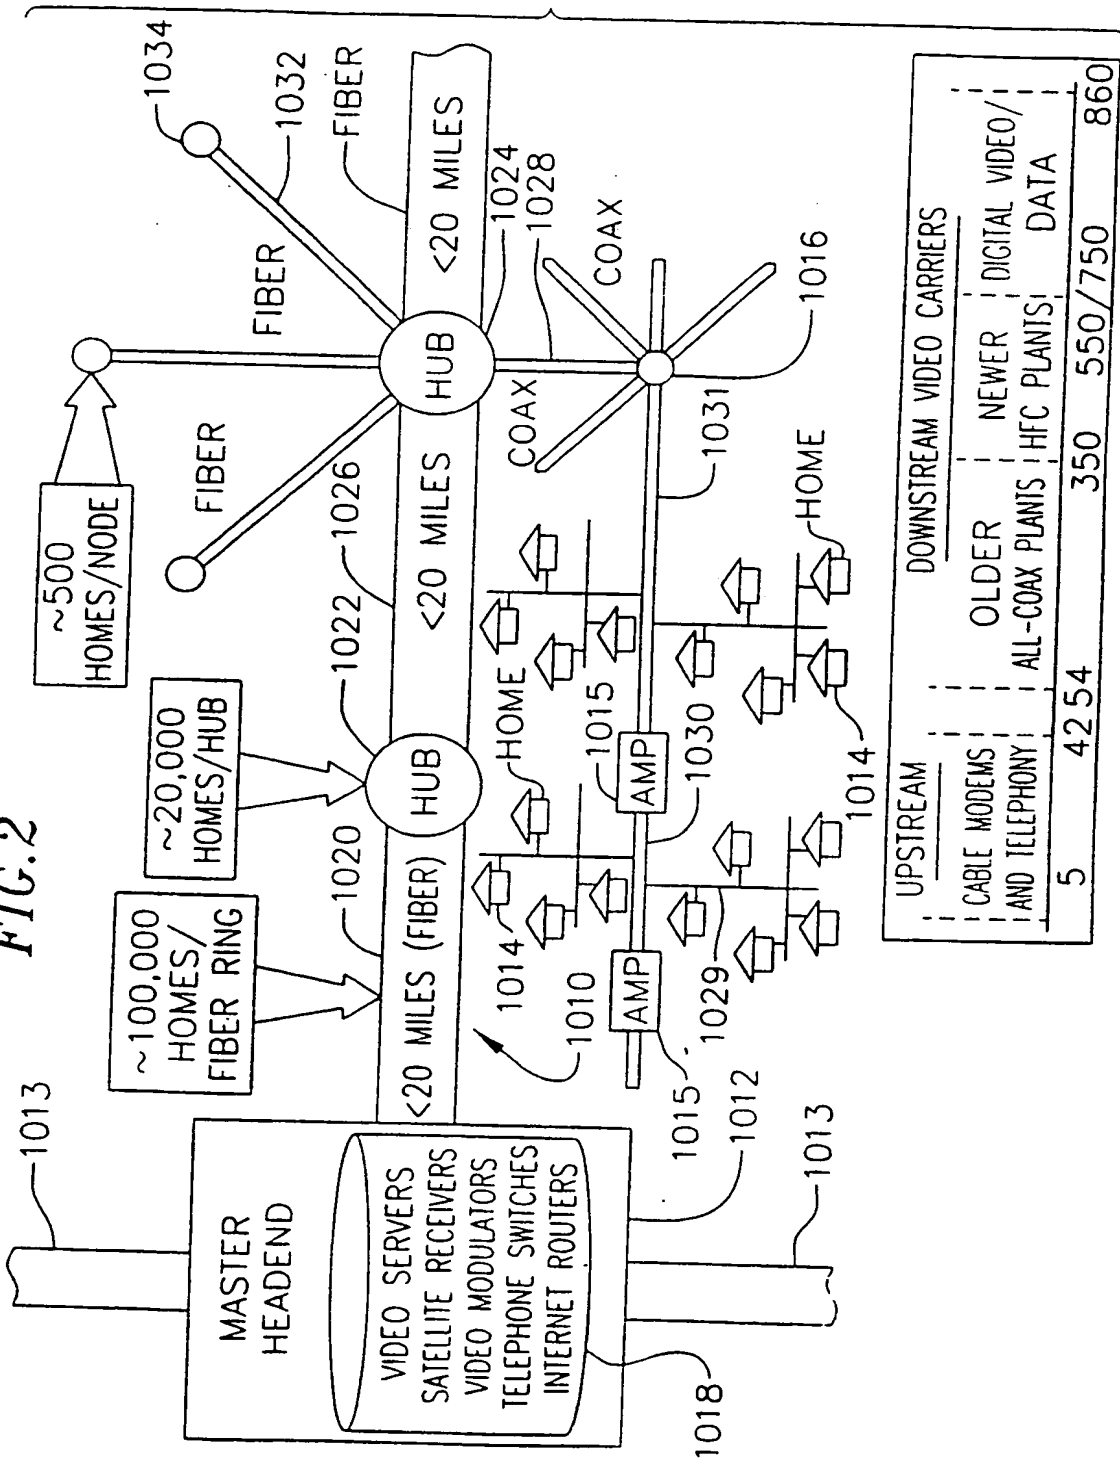 FIG.2
1013
MASTER
HEADEND
VIDEO SERVERS
SATELLITE RECEIVERS
VIDEO MODULATORS
TELEPHONE SWITCHES
INTERNET ROUTERS
1018
1012
1013
~100,000
HOMES/
FIBER RING
~20,000
HOMES/HUB
~500
HOMES/NODE
1020
1022
1026
<20 MILES (FIBER)
HUB
<20 MILES
HUB
<20 MILES
FIBER
FIBER
FIBER
1034
1032
1024
1028
1010
1014
HOME
COAX
COAX
1016
1031
AMP
1015
AMP
1015
1030
1029
1014
HOME
UPSTREAM
DOWNSTREAM VIDEO CARRIERS
CABLE MODEMS
AND TELEPHONY
OLDER
ALL-COAX PLANTS
NEWER
HFC PLANTS
DIGITAL VIDEO/
DATA
5 42 54 350 550/750 860